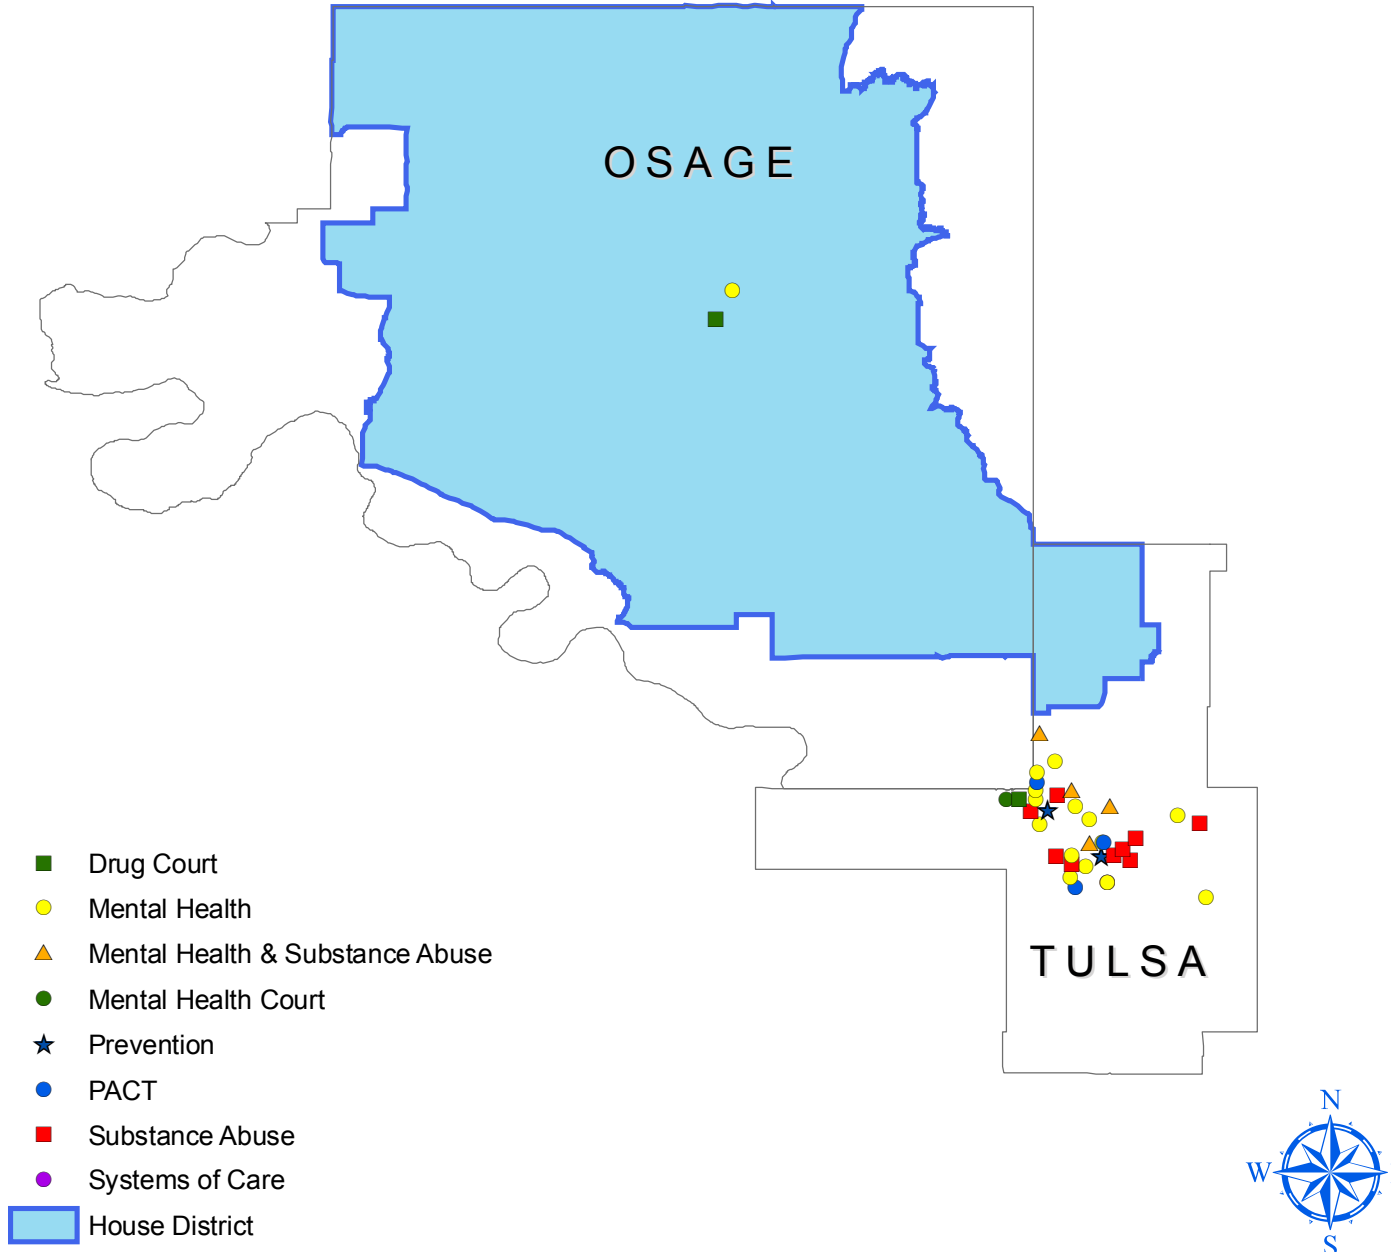 OSAGE
TULSA
Drug Court
Mental Health
Mental Health & Substance Abuse
Mental Health Court
Prevention
PACT
Substance Abuse
Systems of Care
House District
N
W
S